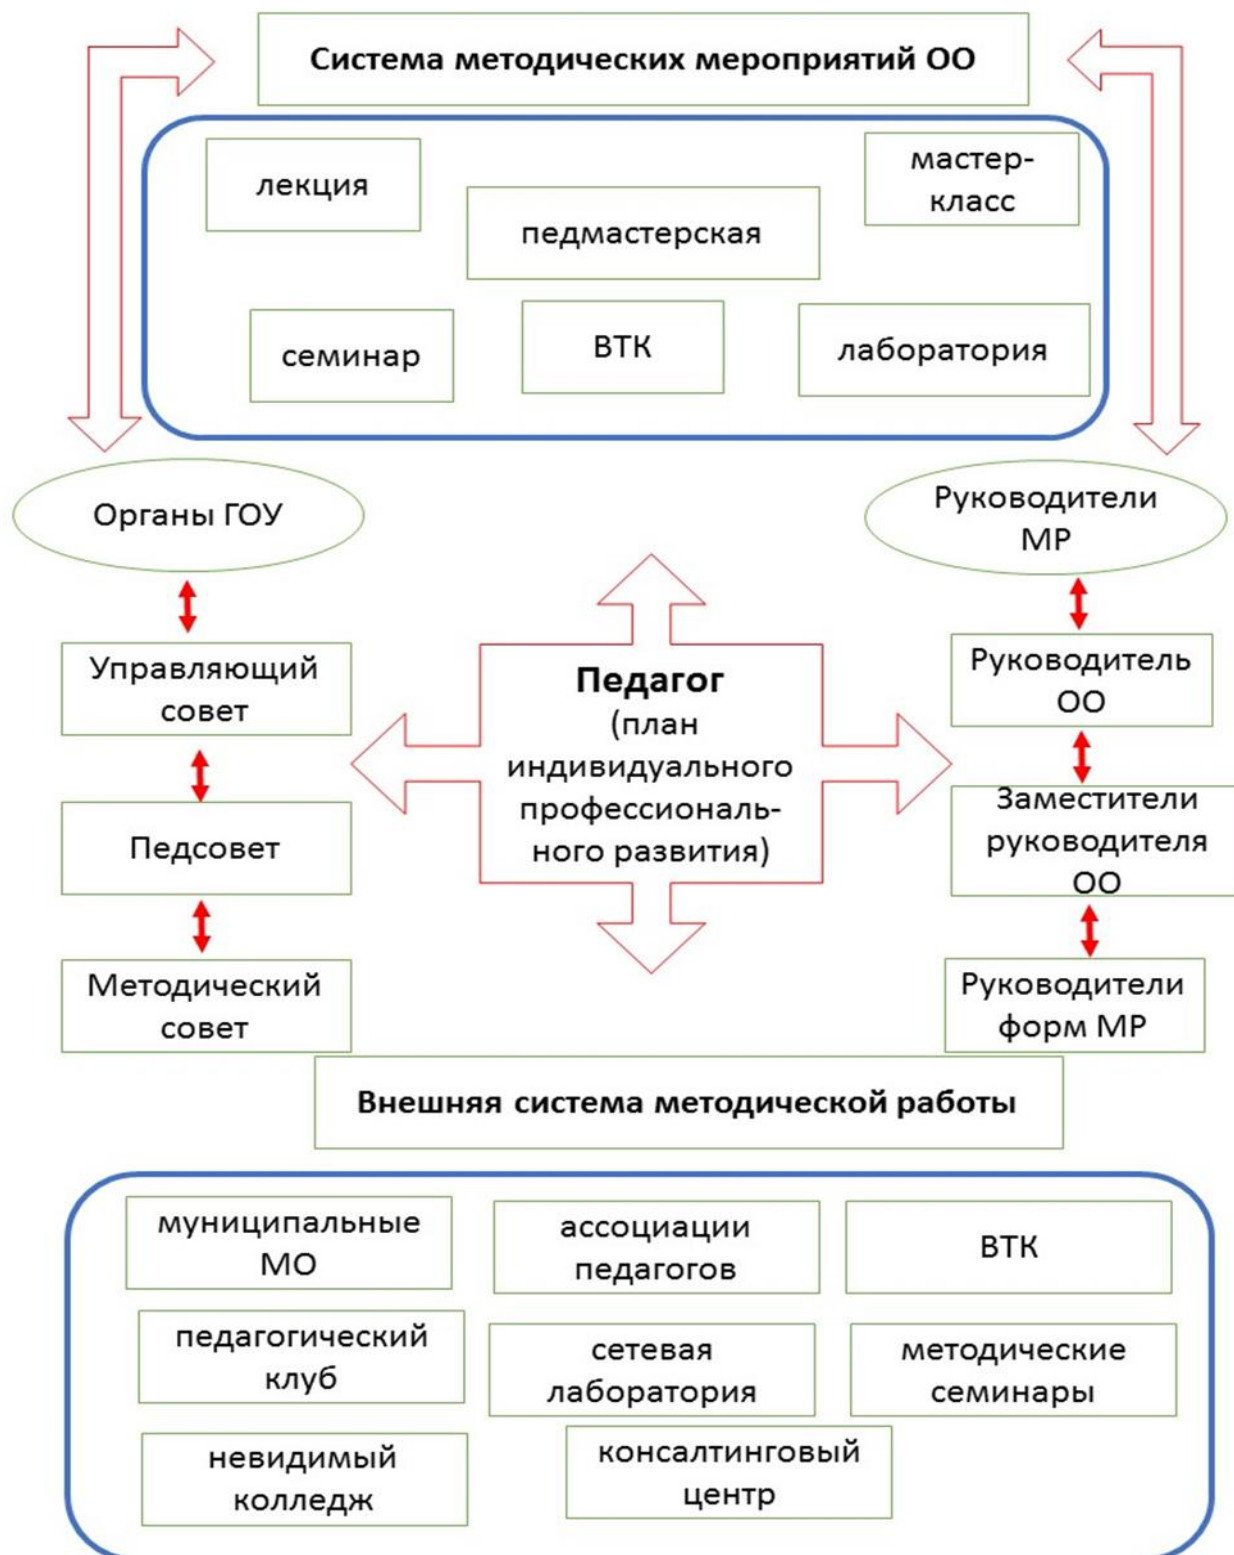 Система методических мероприятий ОО
лекция
мастер-
класс
педмастерская
семинар
ВТК
лаборатория
Органы ГОУ
Руководители
МР
Управляющий
совет
Педагог
(план
индивидуального
профессиональ-
ного развития)
Руководитель
ОО
Педсовет
Заместители
руководителя
ОО
Методический
совет
Руководители
форм МР
Внешняя система методической работы
муниципальные
МО
ассоциации
педагогов
ВТК
педагогический
клуб
сетевая
лаборатория
методические
семинары
невидимый
колледж
консалтинговый
центр